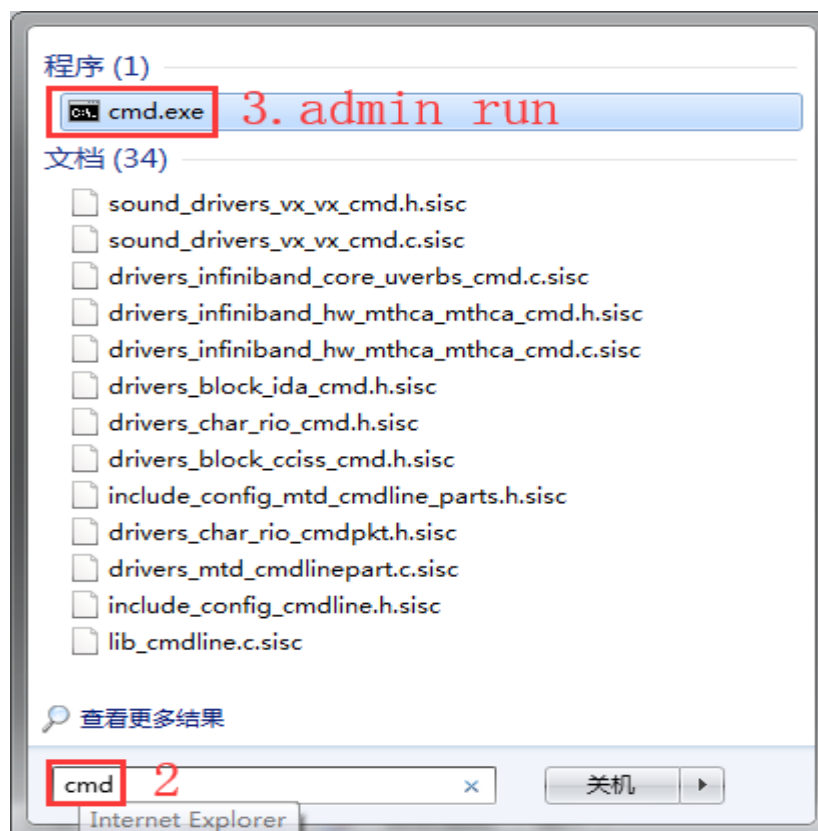 程序 (1)
cmd.exe 3. admin run
文档 (34)
sound_drivers_vx_vx_cmd.h.sisc
sound_drivers_vx_vx_cmd.c.sisc
drivers_infiniband_core_uverbs_cmd.c.sisc
drivers_infiniband_hw_mthca_mthca_cmd.h.sisc
drivers_infiniband_hw_mthca_mthca_cmd.c.sisc
drivers_block_ida_cmd.h.sisc
drivers_char_rio_cmd.h.sisc
drivers_block_cciss_cmd.h.sisc
include_config_mtd_cmdline_parts.h.sisc
drivers_char_rio_cmdpkt.h.sisc
drivers_mtd_cmdlinepart.c.sisc
include_config_cmdline.h.sisc
lib_cmdline.c.sisc
查看更多结果
cmd 2 × 关机
Internet Explorer